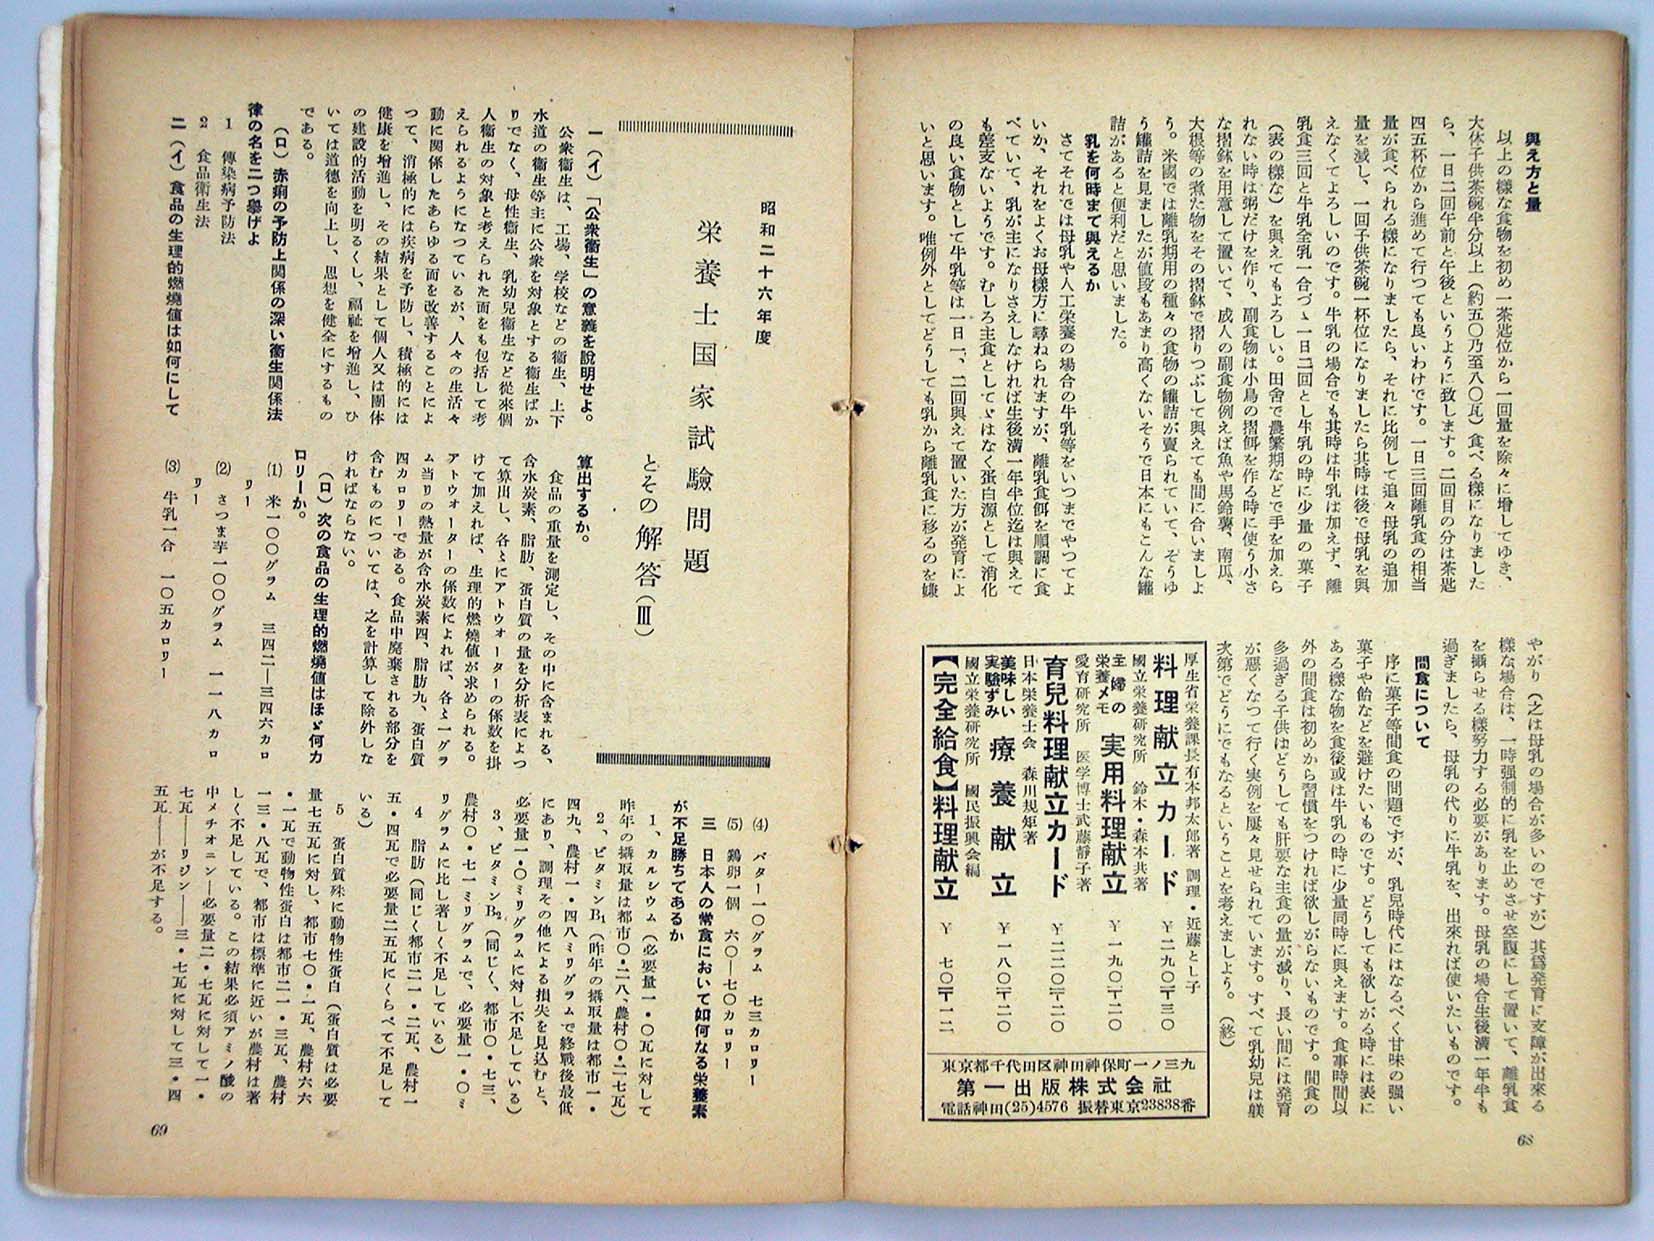 與え方と量
以上の様な食物を初め一茶匙位から一回量を除々に增してゆき、
大体子供茶碗半分以上（約五〇乃至八〇瓦）食べる様になりました
ら、一日二回午前と午後というように致します。二回目の分は茶匙
四五杯位から進めて行つても良いわけです。一日三回離乳食の相当
量が食べられる様になりましたら、それに比例して追々母乳の追加
量を減し、一回子供茶碗一杯位になりましたら其時は後で母乳を與
えなくてよろしいのです。牛乳の場合でも其時は牛乳は加えず、離
乳食三回と牛乳全乳一合づゝ一日二回とし牛乳の時に少量の菓子
（表の様な）を與えてもよろしい。田舎で農繁期などで手を加えら
れない時は粥だけを作り、副食物は小鳥の摺餌を作る時に使う小さ
な摺鉢を用意して置いて、成人の副食物例えば魚や馬鈴薯、南瓜、
大根等の煮た物をその摺鉢で摺りつぶして與えても間に合いましよ
う。米國では離乳期用の種々の食物の罐詰が賣られていて、そうゆ
う罐詰を見ましたが値段もあまり高くないそうで日本にもこんな罐
詰があると便利だと思いました。
乳を何時まで與えるか
さてそれでは母乳や人工栄養の場合の牛乳等をいつまでやつてよ
いか、それをよくお母様方に尋ねられますが、離乳食餌を順調に食
べていて、乳が主になりさえしなければ生後満一年半位迄は與えて
も差支ないようです。むしろ主食としてゞはなく蛋白源として消化
の良い食物として牛乳等は一日一、二回與えて置いた方が発育によ
いと思います。唯例外としてどうしても乳から離乳食に移るのを嫌
やがり（之は母乳の場合が多いのですが）其爲発育に支障が出來る
様な場合は、一時强制的に乳を止めさせ空腹にして置いて、離乳食
を攝らせる様努力する必要があります。母乳の場合生後満一年半も
過ぎましたら、母乳の代りに牛乳を、出來れば使いたいものです。
間食について
序に菓子等間食の問題ですが、乳児時代にはなるべく甘味の强い
菓子や飴などを避けたいものです。どうしても欲しがる時には表に
ある様な物を食後或は牛乳の時に少量同時に與えます。食事時間以
外の間食は初めから習慣をつければ欲しがらないものです。間食の
多過ぎる子供はどうしても肝要な主食の量が減り、長い間には発育
が悪くなつて行く実例を屡々見せられています。すべて乳幼児は躾
次第でどうにでもなるということを考えましよう。（終）
厚生省栄養課長有本邦太郎著 調理・近藤とし子
料理献立カード ￥二九〇〒三〇
國立栄養研究所 鈴木・森本共著
主婦の栄養メモ 実用料理献立 ￥一九〇〒二〇
愛育研究所 医学博士武藤靜子著
育兒料理献立カード ￥二二〇〒二〇
日本栄養士会 森川規矩著
美味しい実驗ずみ 療養献立 ￥一八〇〒二〇
國立栄養研究所 國民振興会編
【完全給食】料理献立 ￥七〇〒一二
東京都千代田区神田神保町一ノ三九
第一出版株式会社
電話神田(25)4576 振替東京23838番
68
昭和二十六年度
栄養士国家試驗問題
とその解答（Ⅲ）
一（イ）「公衆衞生」の意義を說明せよ。
公衆衞生は、工場、学校などの衞生、上下
水道の衞生等主に公衆を対象とする衞生ばか
りでなく、母性衞生、乳幼兒衞生など從來個
人衞生の対象と考えられた面をも包括して考
えられるようになつているが、人々の生活々
動に関係したあらゆる面を改善することによ
つて、消極的には疾病を予防し、積極的には
健康を増進し、その結果として個人又は團体
の建設的活動を明るくし、福祉を増進し、ひ
いては道德を向上し、思想を健全にするもの
である。
（ロ）赤痢の予防上関係の深い衞生関係法
律の名を二つ擧げよ
1 傳染病予防法
2 食品衞生法
二（イ）食品の生理的燃燒値は如何にして
算出するか。
食品の重量を測定し、その中に含まれる、
含水炭素、脂肪、蛋白質の量を分析表によつ
て算出し、各々にアトウオーターの係数を掛
けて加えれば、生理的燃燒値が求められる。
アトウオーターの係数によれば、各々一グラ
ム当りの熱量が含水炭素四、脂肪九、蛋白質
四カロリーである。食品中廃棄される部分を
含むものについては、之を計算して除外しな
ければならない。
（ロ）次の食品の生理的燃燒値はほゞ何カ
ロリーか。
⑴ 米一〇〇グラム 三四二―三四六カロ
リー
⑵ さつま芋一〇〇グラム 一一八カロ
リー
⑶ 牛乳一合 一〇五カロリー
⑷ バター一〇グラム 七三カロリー
⑸ 鷄卵一個 六〇―七〇カロリー
三 日本人の常食において如何なる栄養素
が不足勝ちであるか
1、カルシウム（必要量一・〇瓦に対して
昨年の攝取量は都市〇・二八、農村〇・二七瓦）
2、ビタミンB₁（昨年の攝取量は都市一・
四九、農村一・四八ミリグラムで終戰後最低
にあり、調理その他による損失を見込むと、
必要量一・〇ミリグラムに対し不足している）
3、ビタミンB₂（同じく、都市〇・七三、
農村〇・七一ミリグラムで、必要量一・〇ミ
リグラムに比し著しく不足している）
4 脂肪（同じく都市二一・二瓦、農村一
五・四瓦で必要量二五瓦にくらべて不足して
いる）
5 蛋白質殊に動物性蛋白（蛋白質は必要
量七五瓦に対し、都市七〇・一瓦、農村六六
・一瓦で動物性蛋白は都市二一・三瓦、農村
一三・八瓦で、都市は標準に近いが農村は著
しく不足している。この結果必須アミノ酸の
中メチオニン―必要量二・七瓦に対して一・
七瓦――リジン――三・七瓦に対して三・四
五瓦――が不足する。
69